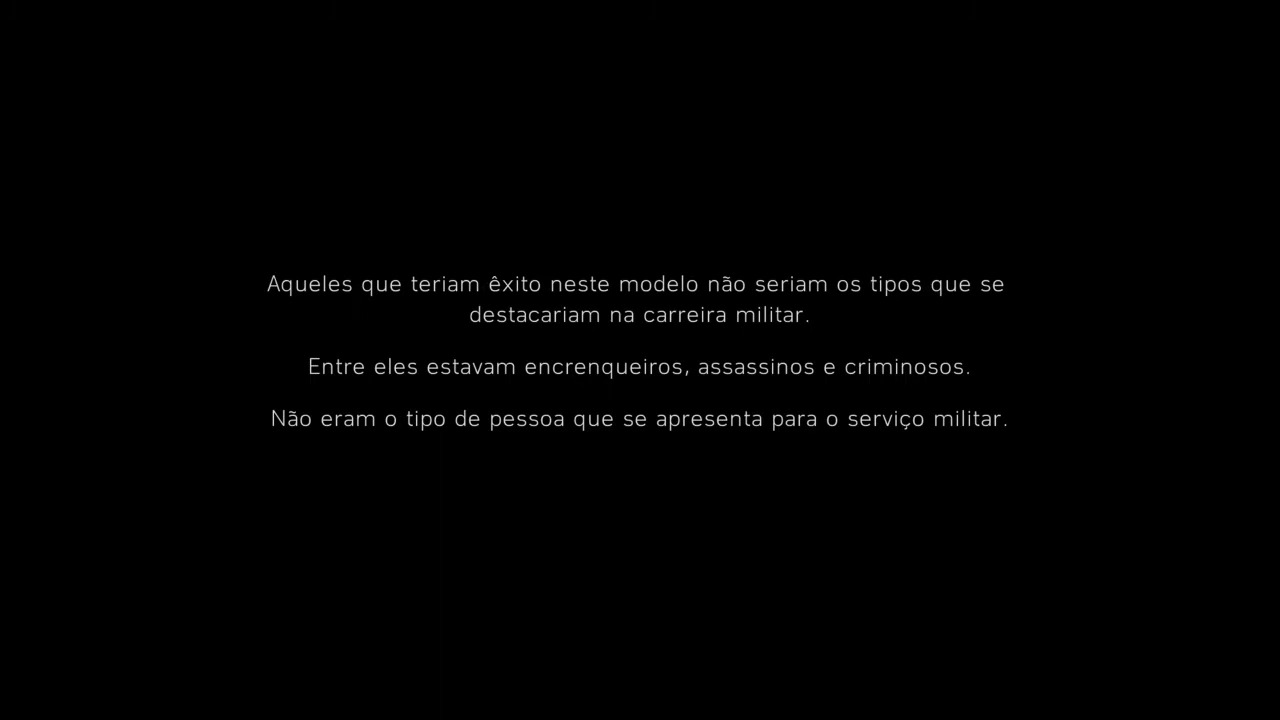 Aqueles que teriam êxito neste modelo não seriam os tipos que se
destacariam na carreira militar.
Entre eles estavam encrenqueiros, assassinos e criminosos.
Não eram o tipo de pessoa que se apresenta para o serviço militar.